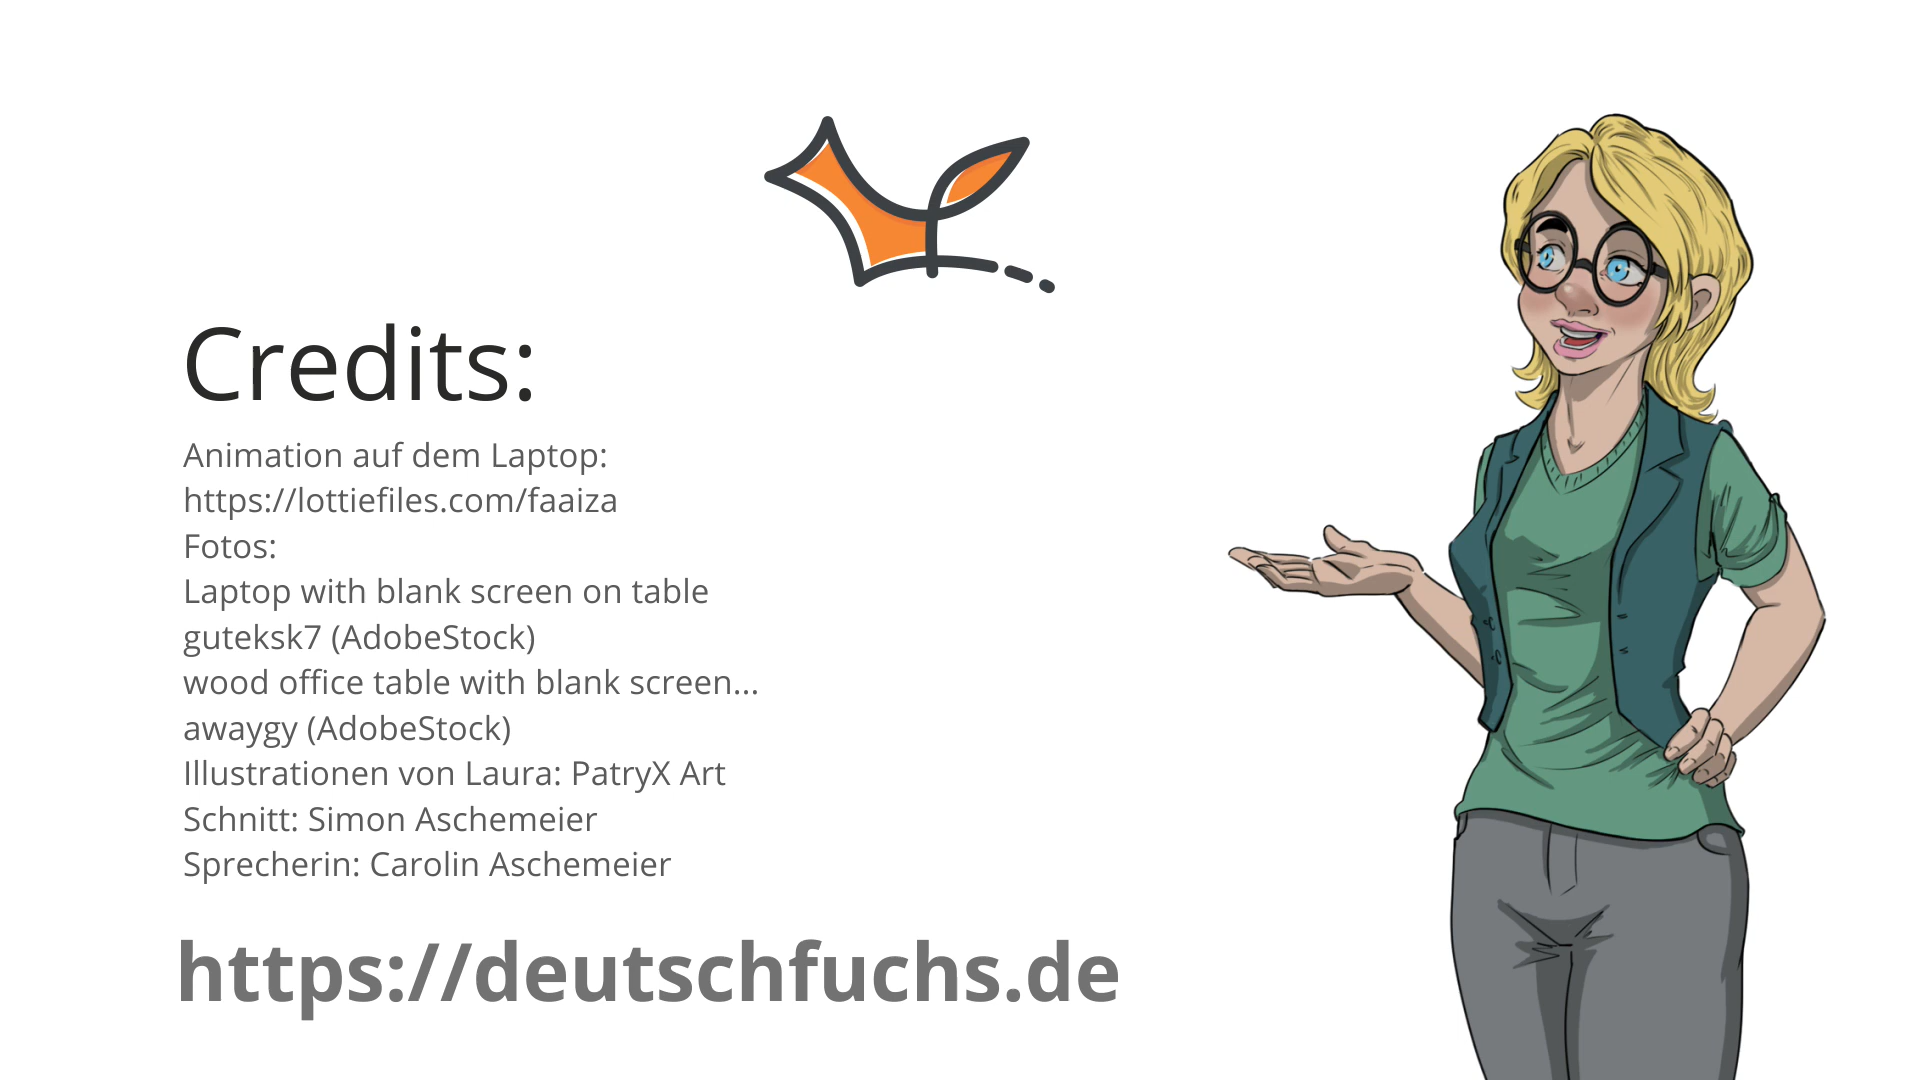 Credits:
Animation auf dem Laptop:
https://lottiefiles.com/faaiza
Fotos:
Laptop with blank screen on table
guteksk7 (AdobeStock)
wood office table with blank screen...
awaygy (AdobeStock)
Illustrationen von Laura: PatryX Art
Schnitt: Simon Aschemeier
Sprecherin: Carolin Aschemeier
https://deutschfuchs.de